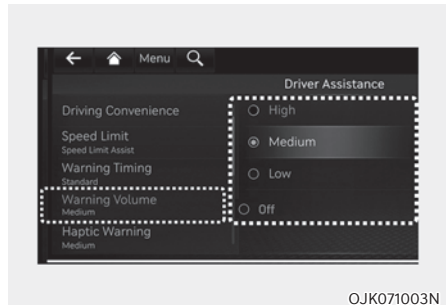 Menu
Driver Assistance
Driving Convenience
Speed Limit
Speed Limit Assist
Warning Timing
Standard
Warning Volume
Medium
Haptic Warning
Medium
High
Medium
Low
Off
OJK071003N